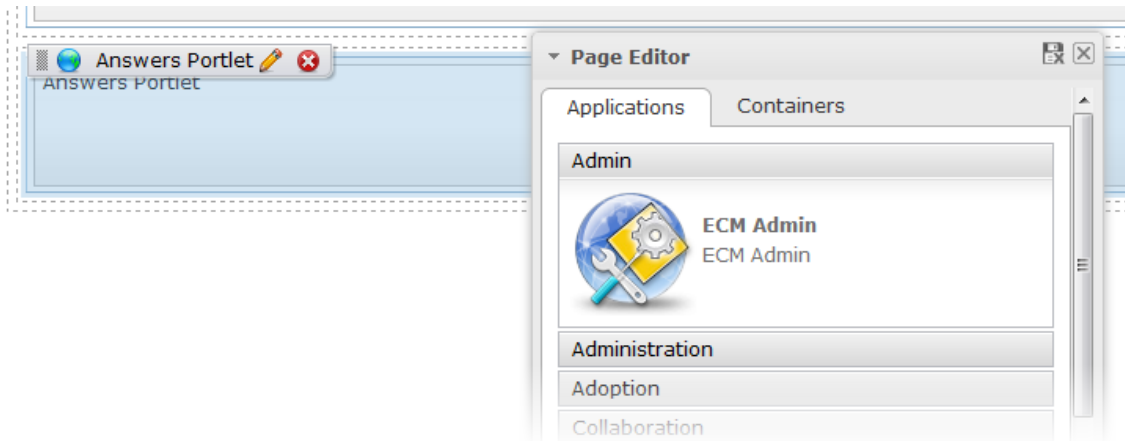 Answers Portlet
Answers Portlet
Page Editor
Applications Containers
Admin
ECM Admin
ECM Admin
Administration
Adoption
Collaboration